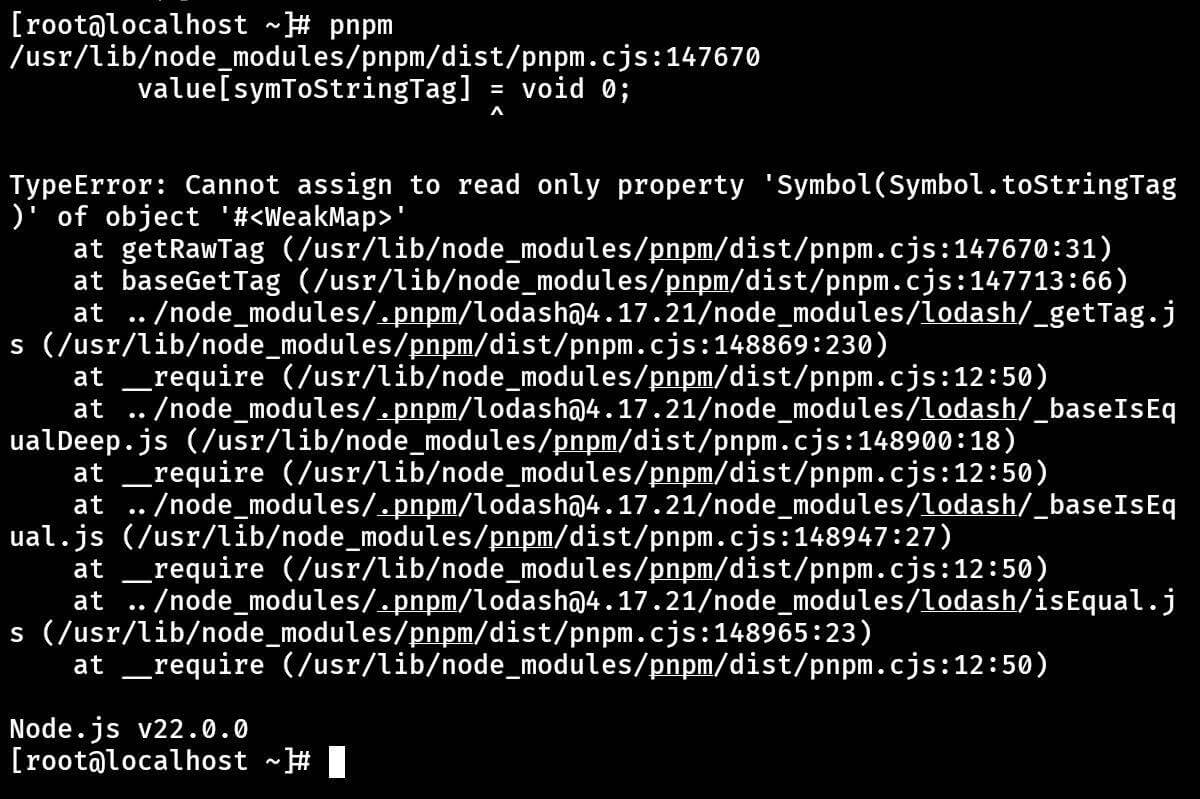 [root@localhost ~]# pnpm
/usr/lib/node_modules/pnpm/dist/pnpm.cjs:147670
        value[symToStringTag] = void 0;
                              ^
TypeError: Cannot assign to read only property 'Symbol(Symbol.toStringTag
)' of object '#<WeakMap>'
    at getRawTag (/usr/lib/node_modules/pnpm/dist/pnpm.cjs:147670:31)
    at baseGetTag (/usr/lib/node_modules/pnpm/dist/pnpm.cjs:147713:66)
    at ../node_modules/.pnpm/lodash@4.17.21/node_modules/lodash/_getTag.j
s (/usr/lib/node_modules/pnpm/dist/pnpm.cjs:148869:230)
    at __require (/usr/lib/node_modules/pnpm/dist/pnpm.cjs:12:50)
    at ../node_modules/.pnpm/lodash@4.17.21/node_modules/lodash/_baseIsEq
ualDeep.js (/usr/lib/node_modules/pnpm/dist/pnpm.cjs:148900:18)
    at __require (/usr/lib/node_modules/pnpm/dist/pnpm.cjs:12:50)
    at ../node_modules/.pnpm/lodash@4.17.21/node_modules/lodash/_baseIsEq
ual.js (/usr/lib/node_modules/pnpm/dist/pnpm.cjs:148947:27)
    at __require (/usr/lib/node_modules/pnpm/dist/pnpm.cjs:12:50)
    at ../node_modules/.pnpm/lodash@4.17.21/node_modules/lodash/isEqual.j
s (/usr/lib/node_modules/pnpm/dist/pnpm.cjs:148965:23)
    at __require (/usr/lib/node_modules/pnpm/dist/pnpm.cjs:12:50)
Node.js v22.0.0
[root@localhost ~]#